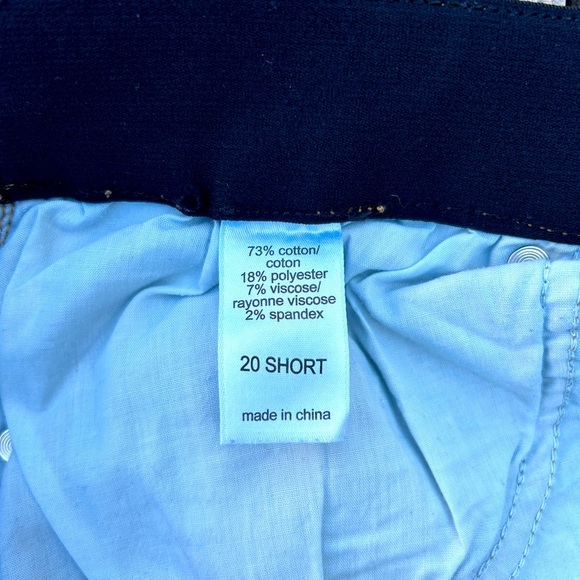 73% cotton/
coton
18% polyester
7% viscose/
rayonne viscose
2% spandex
20 SHORT
made in china